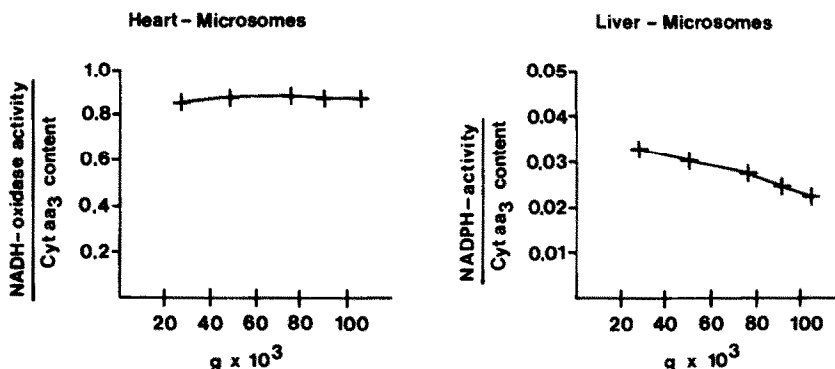 Heart – Microsomes
NADH-oxidase activity
Cyt aa3 content
1.0
0.8
0.6
0.4
0.2
20 40 60 80 100
g x 10^3
Liver – Microsomes
NADPH-activity
Cyt aa3 content
0.05
0.04
0.03
0.02
0.01
20 40 60 80 100
g x 10^3